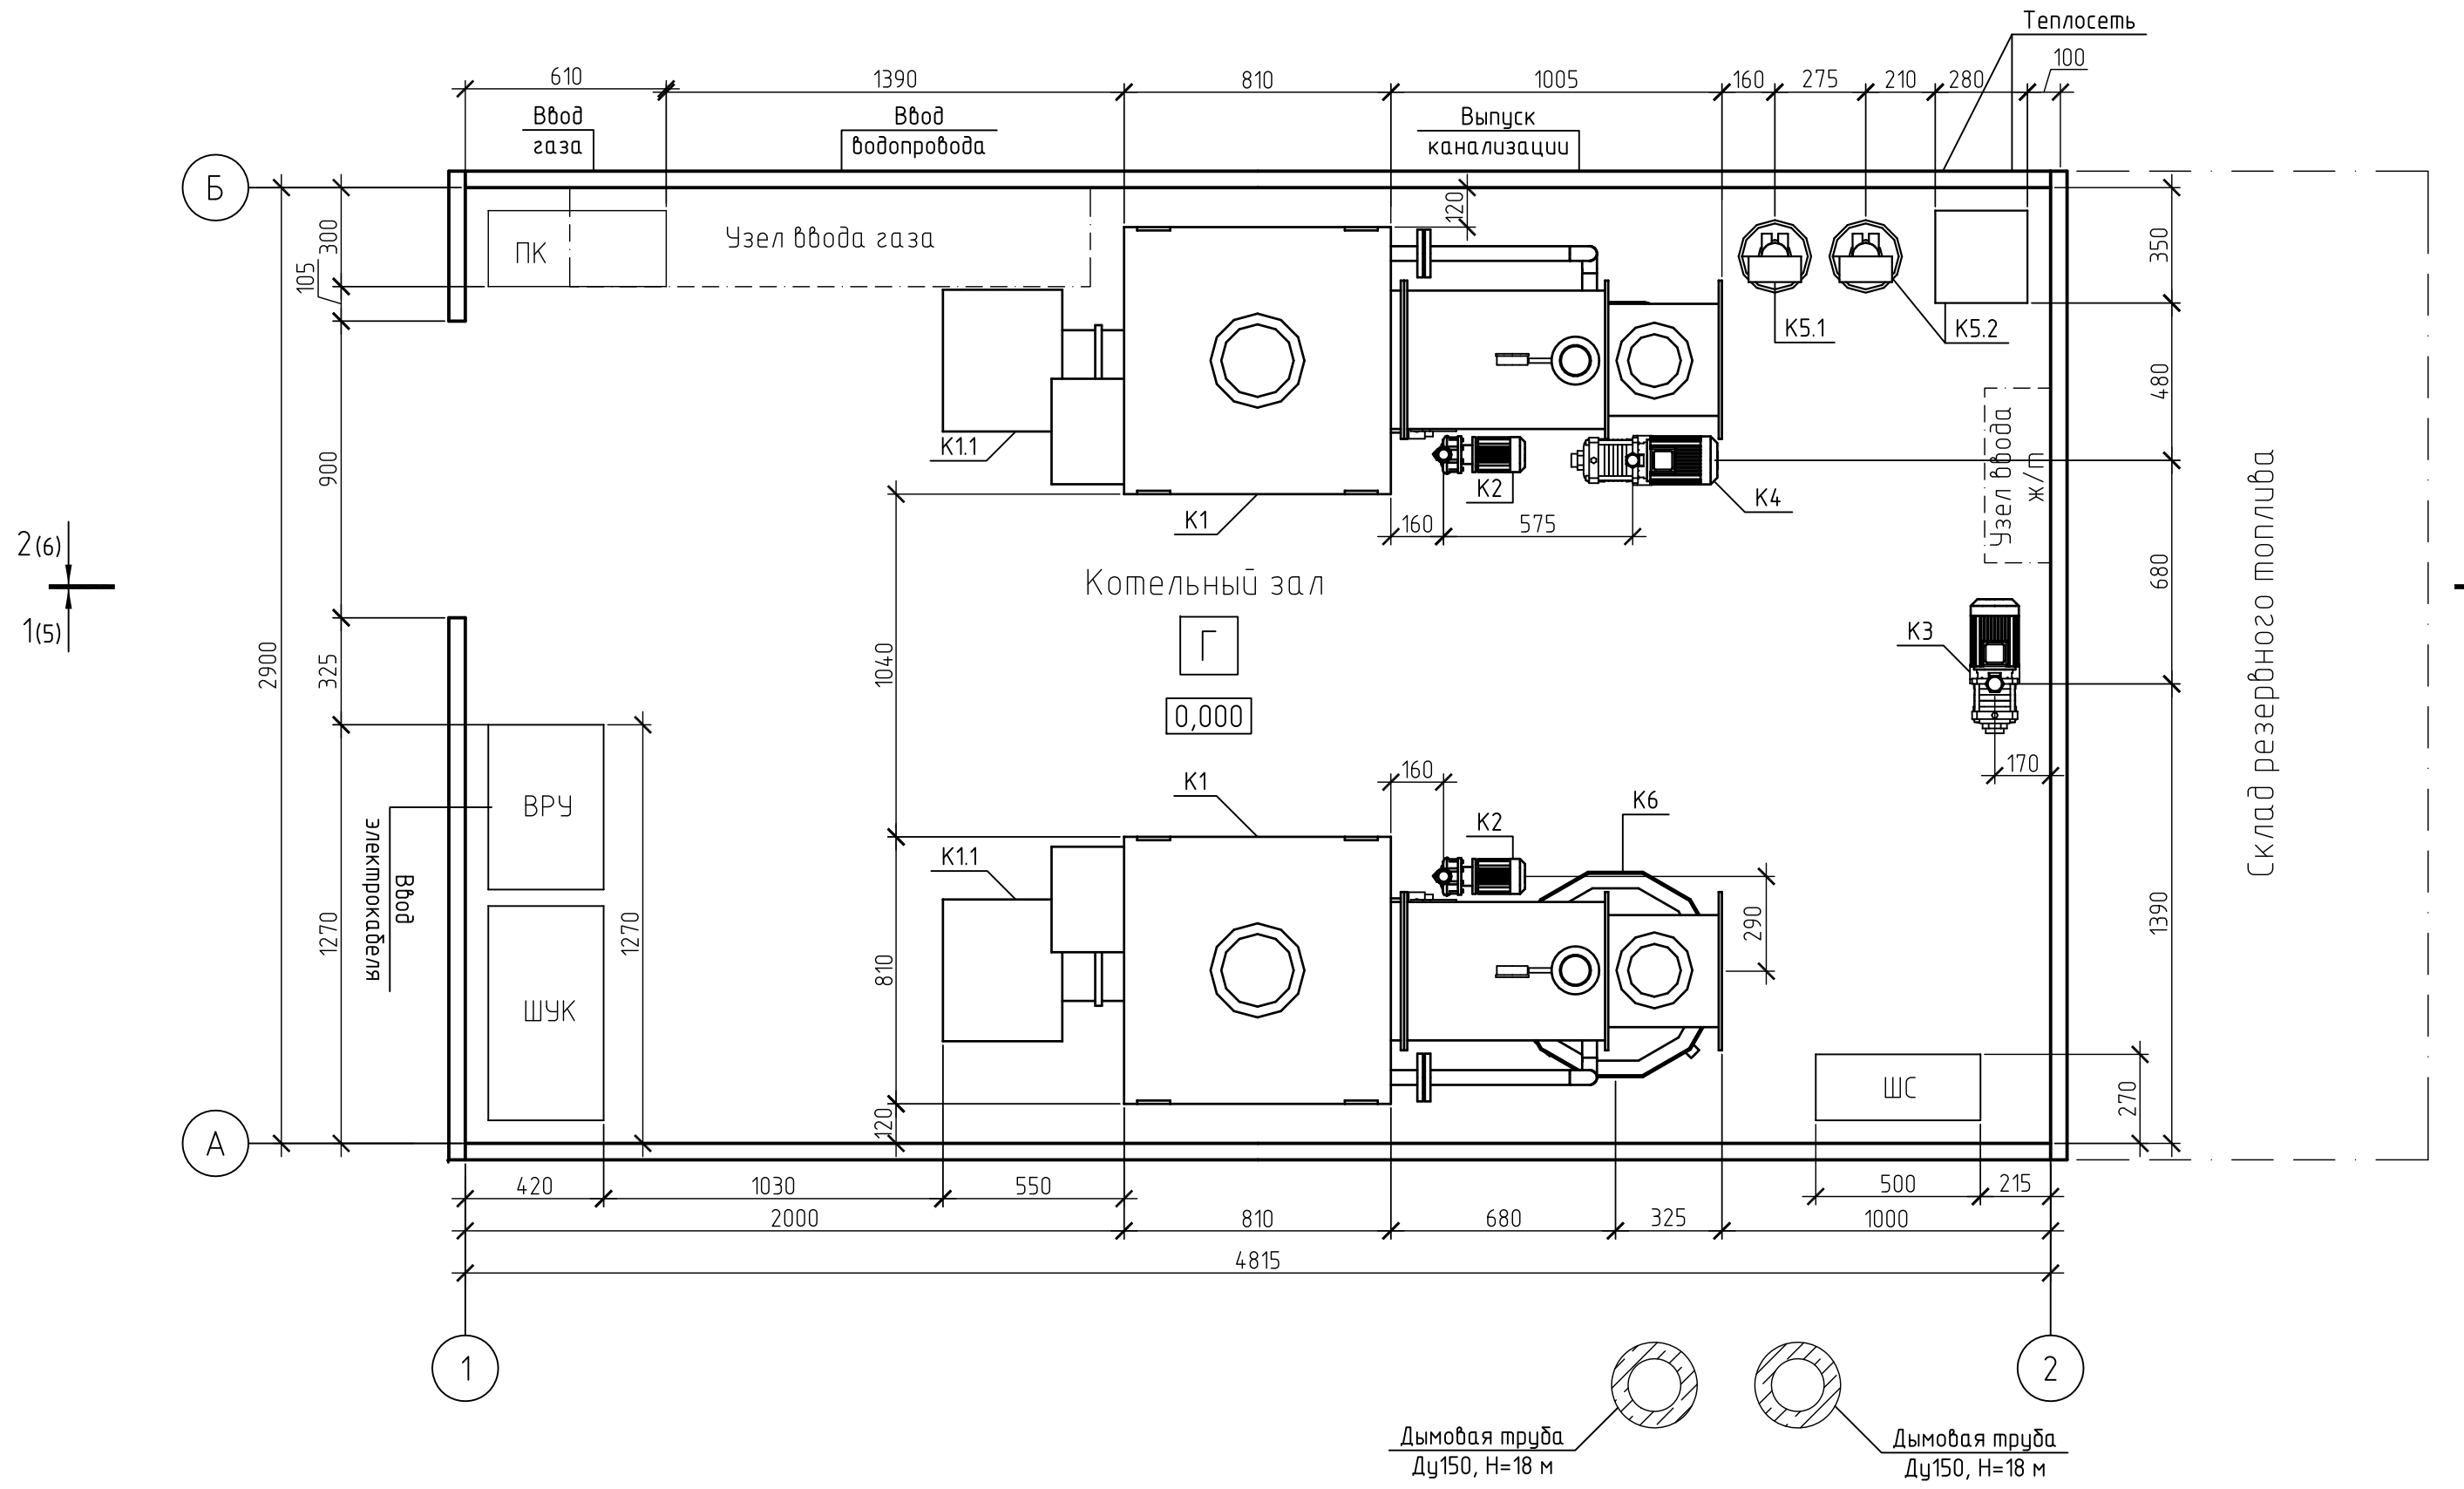 Теплосеть
610
1390
810
1005
160
275
210
280
100
Ввод
газа
Ввод
водопровода
Выпуск
канализации
Б
300
105
120
350
ПК
Узел ввода газа
К5.1
К5.2
480
900
К1.1
К2
К4
К1
160
575
Узел ввода
ж/т
Склад резервного топлива
2(6)
1(5)
Котельный зал
Г
0,000
680
К3
2900
325
1040
170
К1
160
К2
К6
ВРУ
Ввод
электрокабеля
К1.1
1270
1270
810
290
1390
ШУК
ШС
270
А
120
420
1030
550
500
215
2000
810
680
325
1000
4815
1
2
Дымовая труба
Ду150, Н=18 м
Дымовая труба
Ду150, Н=18 м